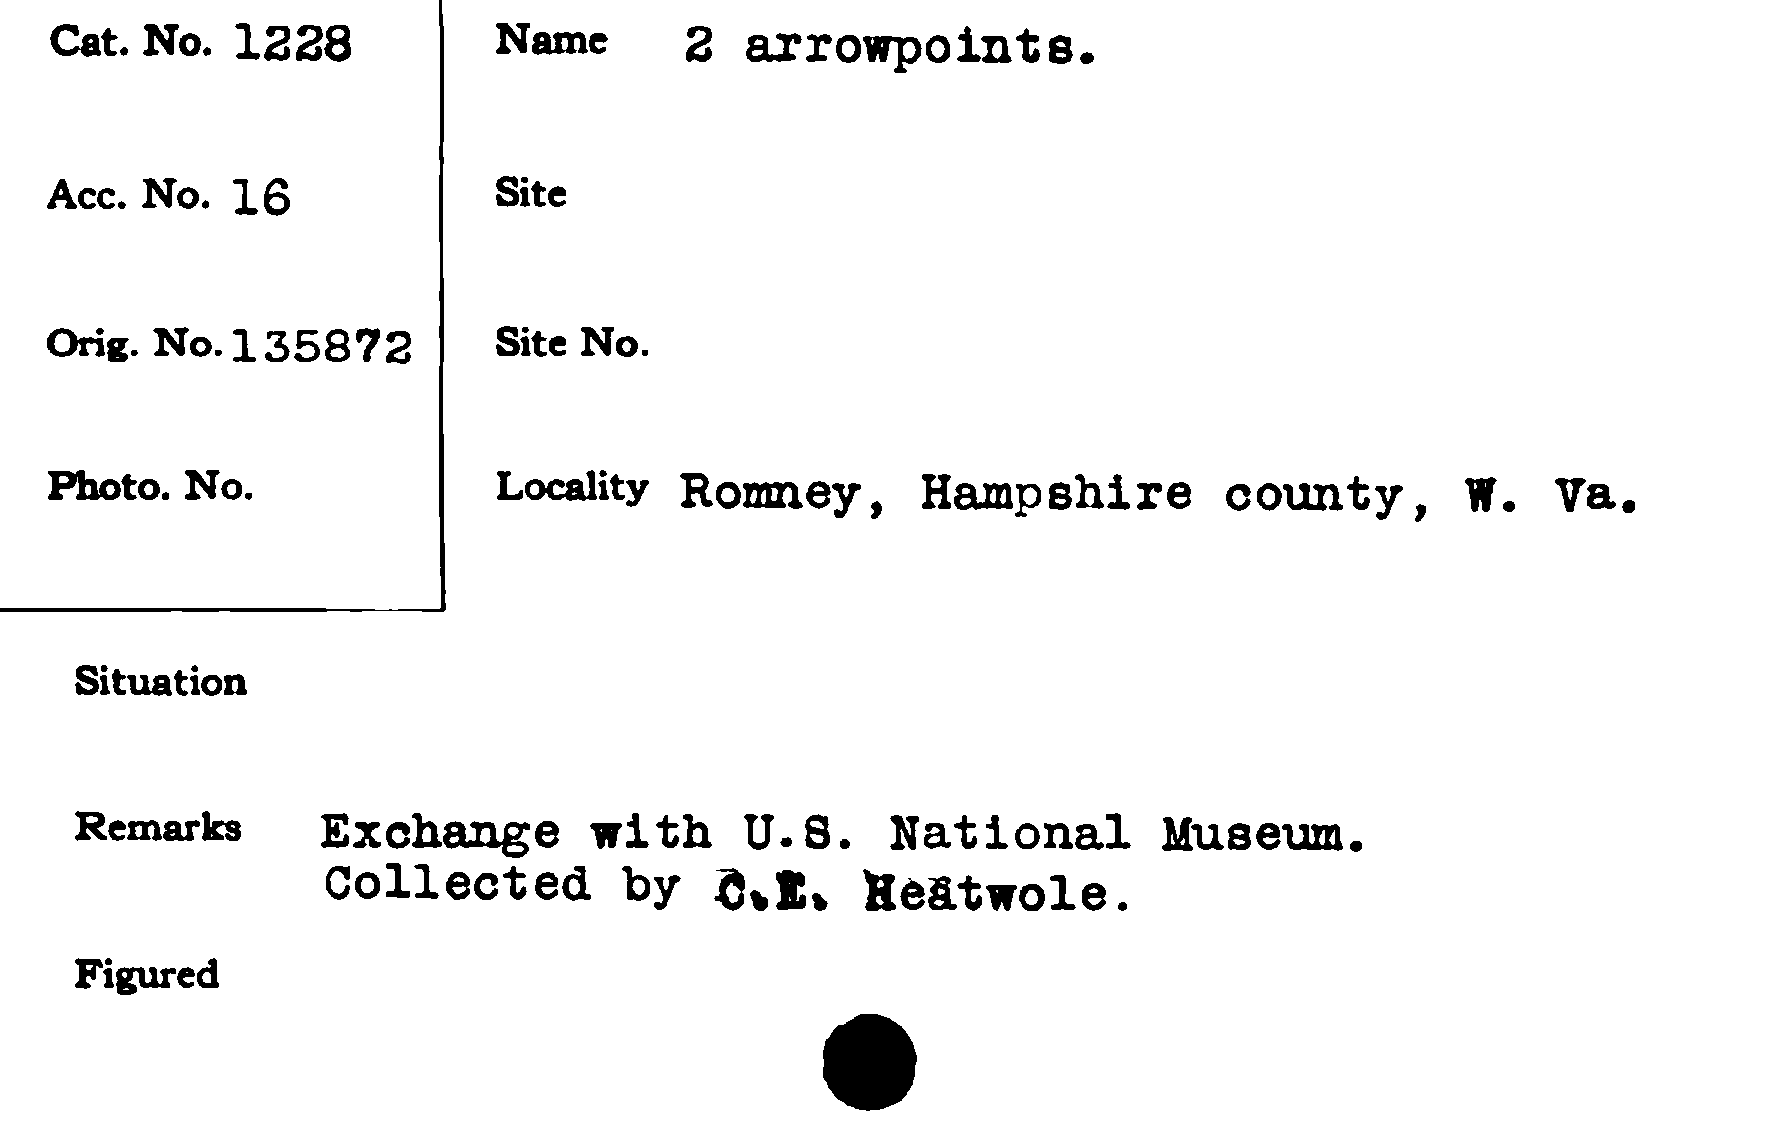 Cat. No. 1228
Name 2 arrowpoints.
Acc. No. 16
Site
Orig. No. 135872
Site No.
Photo. No.
Locality Romney, Hampshire county, W. Va.
Situation
Remarks Exchange with U.S. National Museum.
Collected by C.E. Heatwole.
Figured